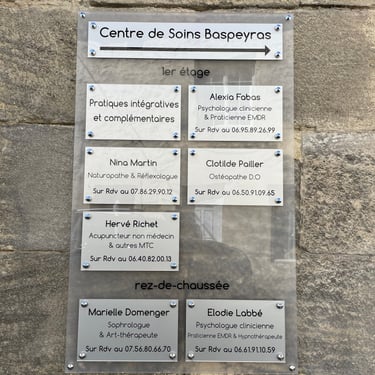 Centre de Soins Baspeyras
1er étage
Pratiques intégratives
et complémentaires
Alexia Fabas
Psychologue clinicienne
& Praticienne EMDR
Sur Rdv au 06.95.89.26.99
Nina Martin
Naturopathe & Réflexologue
Sur Rdv au 07.86.29.90.12
Clotilde Pailler
Ostéopathe D.O
Sur Rdv au 06.50.91.09.65
Hervé Richet
Acupuncteur non médecin
& autres MTC
Sur Rdv au 06.40.82.00.13
rez-de-chaussée
Marielle Domenger
Sophrologue
& Art-thérapeute
Sur Rdv au 07.56.80.66.70
Elodie Labbé
Psychologue clinicienne
Praticienne EMDR & Hypnothérapeute
Sur Rdv au 06.61.91.10.59